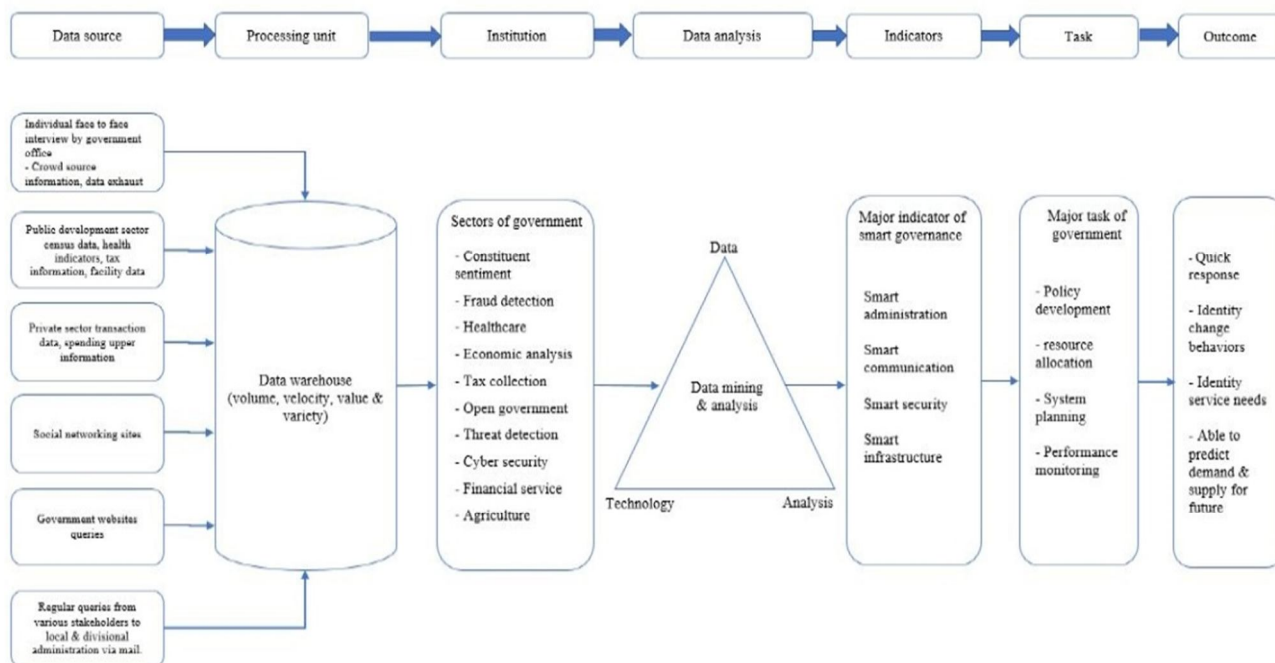 Data source
Processing unit
Institution
Data analysis
Indicators
Task
Outcome
Individual face to face
interview by government
office
- Crowd source
information, data exhaust
Public development sector
census data, health
indicators, tax
information, facility data
Private sector transaction
data, spending upper
information
Social networking sites
Government websites
queries
Regular queries from
various stakeholders to
local & divisional
administration via mail.
Data warehouse
(volume, velocity, value &
variety)
Sectors of government
- Constituent
sentiment
- Fraud detection
- Healthcare
- Economic analysis
- Tax collection
- Open government
- Threat detection
- Cyber security
- Financial service
- Agriculture
Data
Data mining
& analysis
Technology
Analysis
Major indicator of
smart governance
Smart
administration
Smart
communication
Smart security
Smart
infrastructure
Major task of
government
- Policy
development
- resource
allocation
- System
planning
- Performance
monitoring
- Quick
response
- Identity
change
behaviors
- Identity
service needs
- Able to
predict
demand &
supply for
future